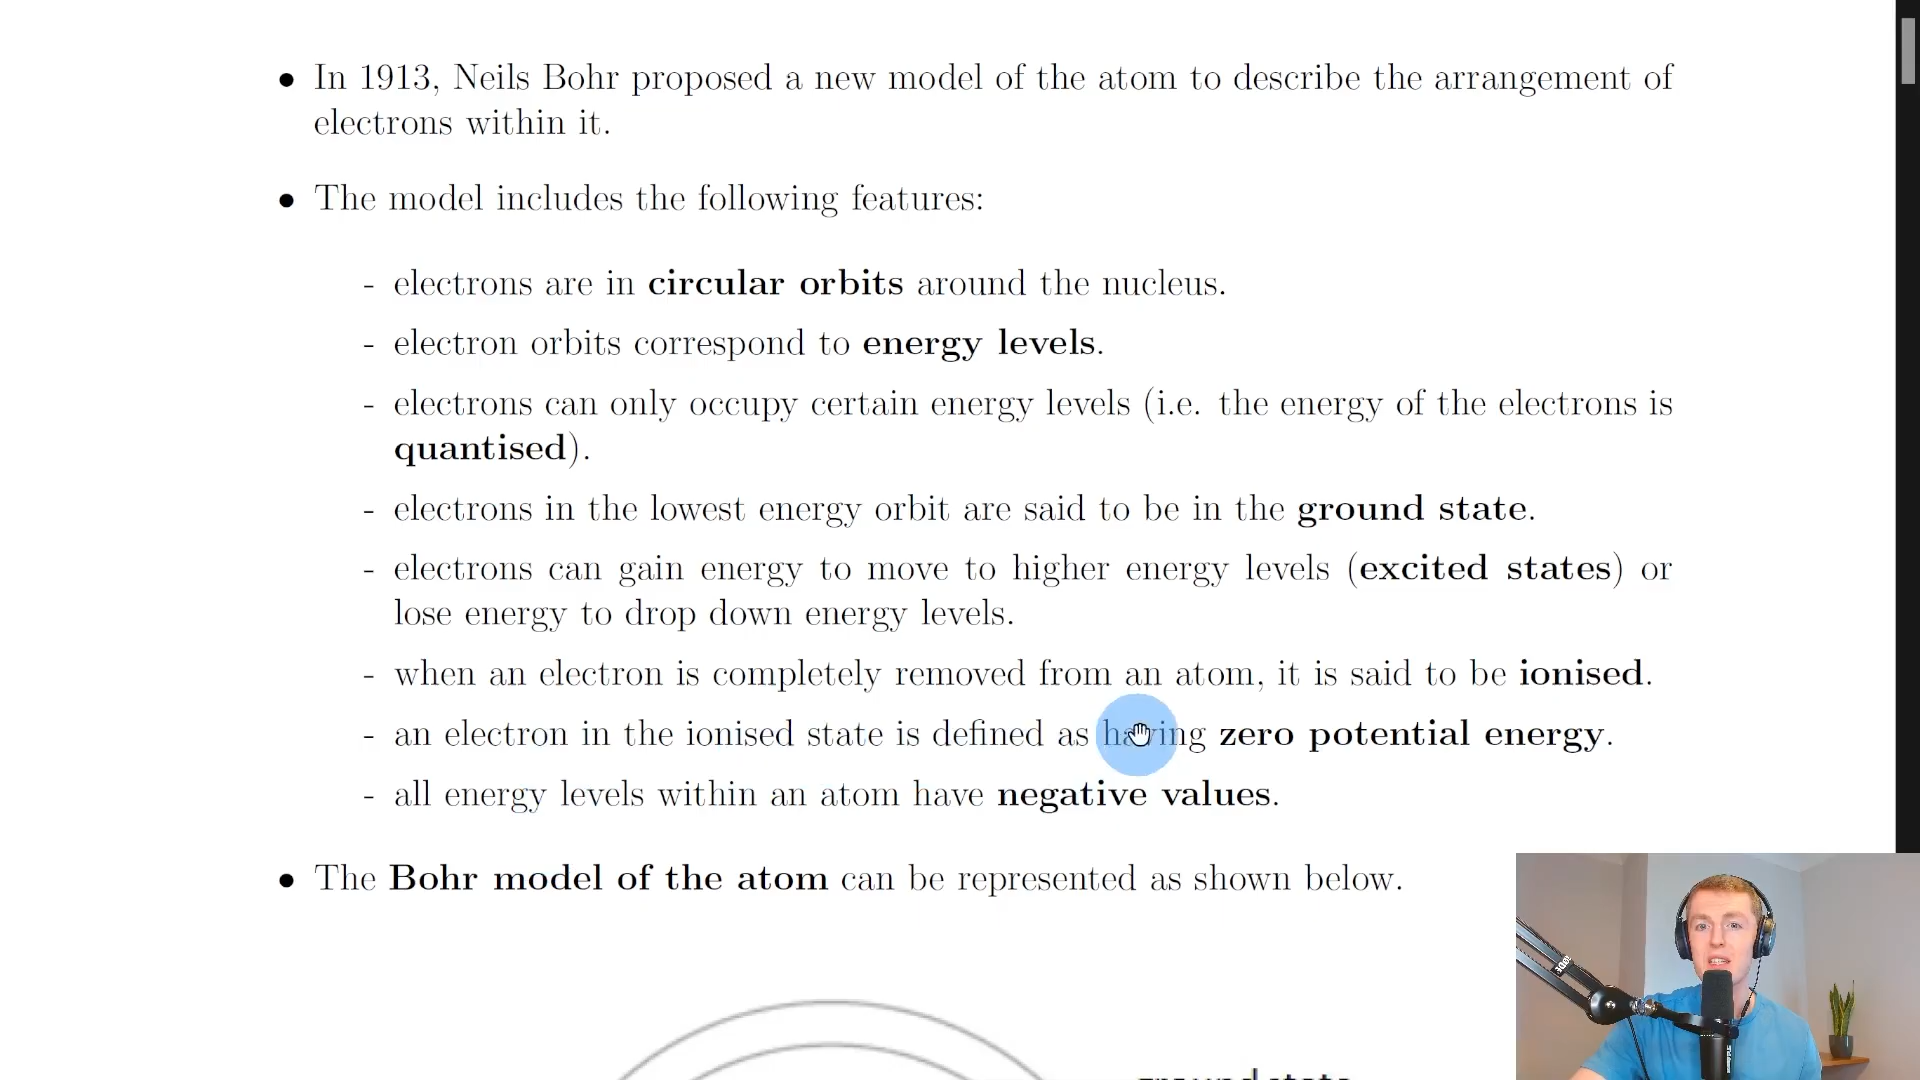 • In 1913, Neils Bohr proposed a new model of the atom to describe the arrangement of
electrons within it.
• The model includes the following features:
- electrons are in circular orbits around the nucleus.
- electron orbits correspond to energy levels.
- electrons can only occupy certain energy levels (i.e. the energy of the electrons is
quantised).
- electrons in the lowest energy orbit are said to be in the ground state.
- electrons can gain energy to move to higher energy levels (excited states) or
lose energy to drop down energy levels.
- when an electron is completely removed from an atom, it is said to be ionised.
- an electron in the ionised state is defined as having zero potential energy.
- all energy levels within an atom have negative values.
• The Bohr model of the atom can be represented as shown below.
RØDE